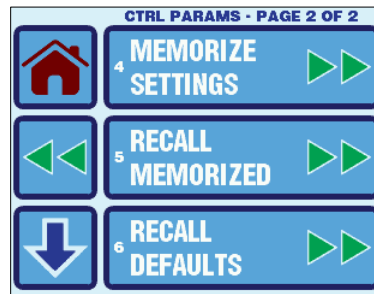 CTRL PARAMS - PAGE 2 OF 2
4 MEMORIZE
SETTINGS
5 RECALL
MEMORIZED
6 RECALL
DEFAULTS